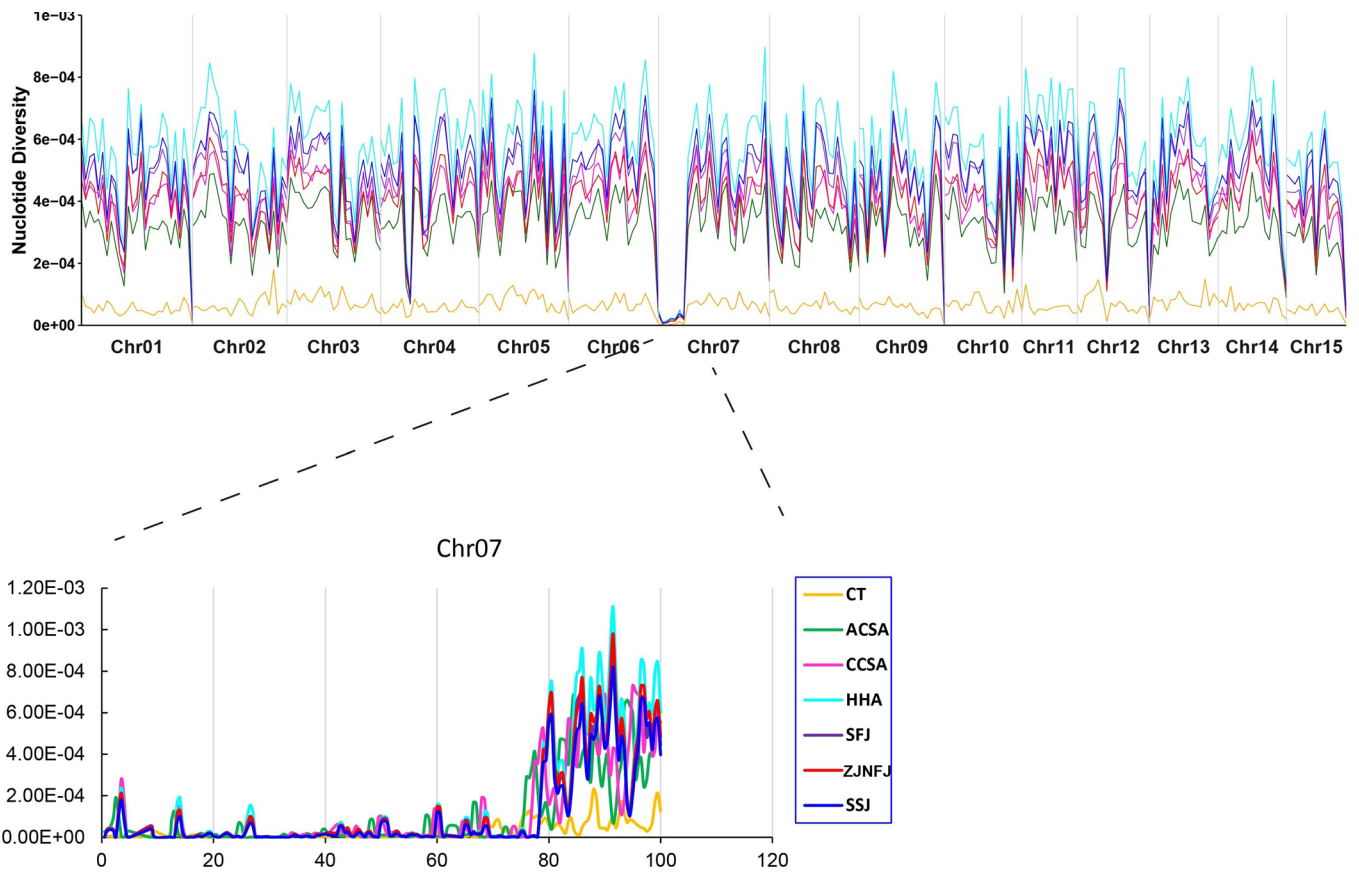 1e−03
8e−04
6e−04
4e−04
2e−04
0e+00
Nuclotide Diversity
Chr01 Chr02 Chr03 Chr04 Chr05 Chr06 Chr07 Chr08 Chr09 Chr10 Chr11 Chr12 Chr13 Chr14 Chr15
Chr07
1.20E-03
1.00E-03
8.00E-04
6.00E-04
4.00E-04
2.00E-04
0.00E+00
0 20 40 60 80 100 120
CT
ACSA
CCSA
HHA
SFJ
ZJNFJ
SSJ